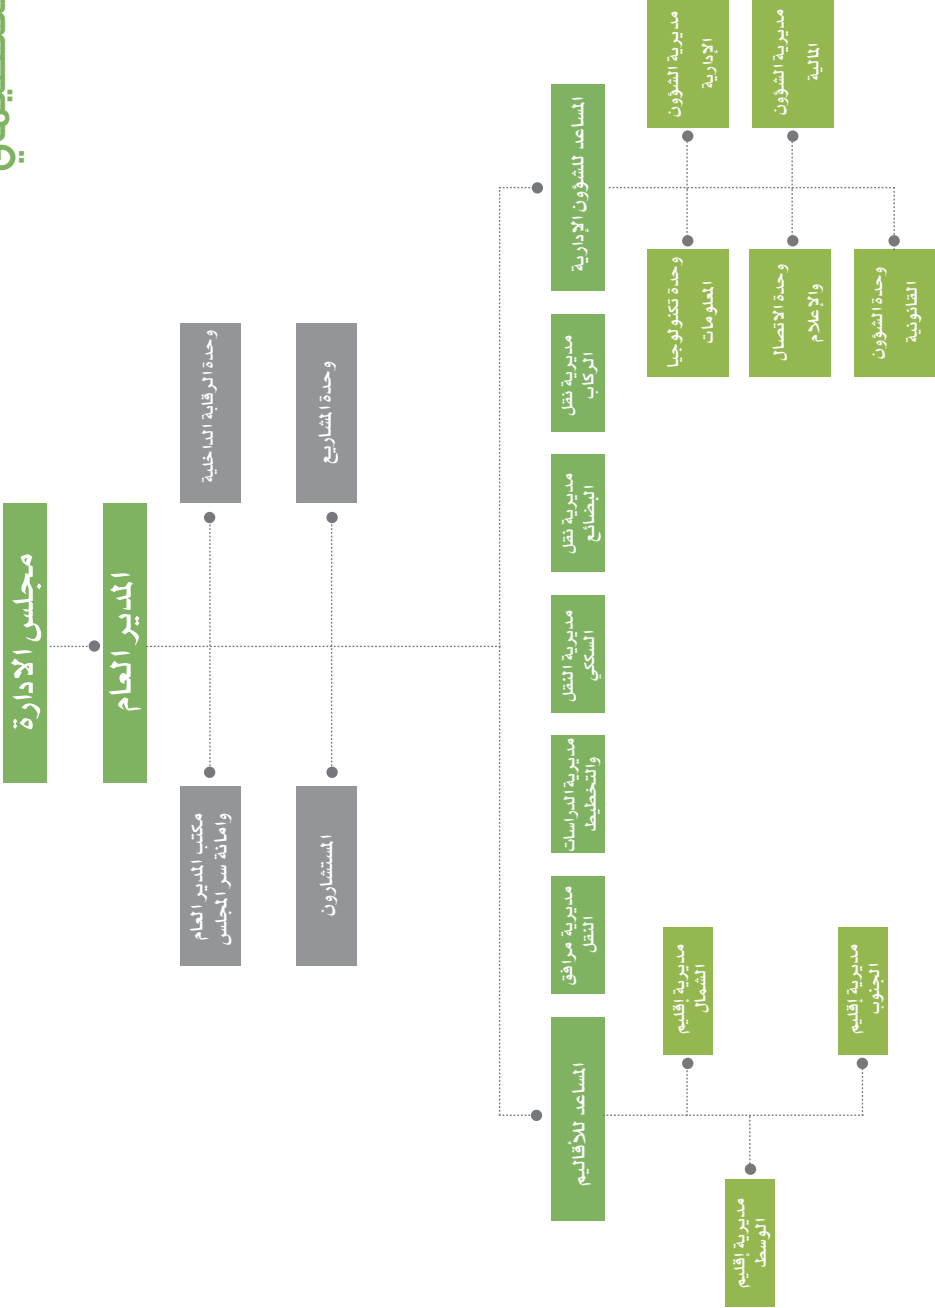 مجلس الادارة
المدير العام
وحدة الرقابة الداخلية
مكتب المدير العام
وامانة سر المجلس
وحدة المشاريع
المستشارون
المساعد للشؤون الإدارية
مديرية نقل
الركاب
مديرية نقل
البضائع
مديرية النقل
السككي
مديرية الدراسات
والتخطيط
مديرية مرافق
النقل
المساعد للأقاليم
مديرية الشؤون
الإدارية
مديرية الشؤون
المالية
وحدة تكنولوجيا
المعلومات
وحدة الاتصال
والإعلام
وحدة الشؤون
القانونية
مديرية إقليم
الشمال
مديرية إقليم
الوسط
مديرية إقليم
الجنوب